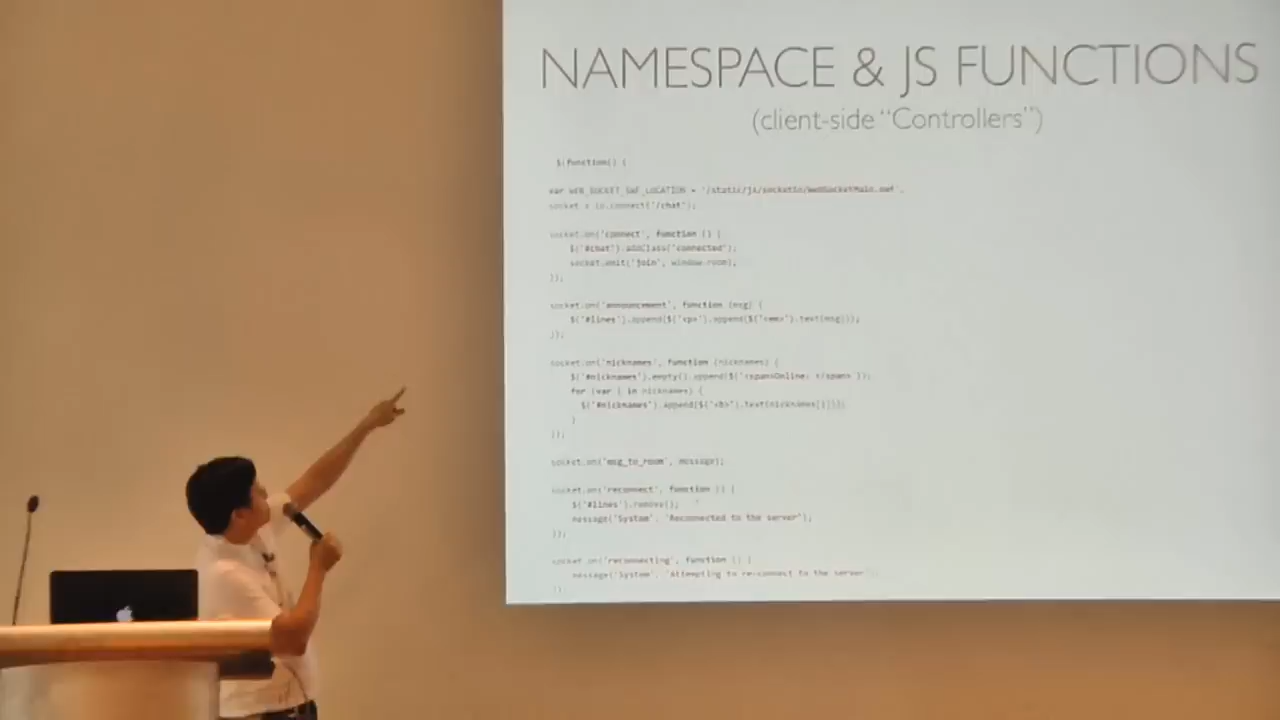 NAMESPACE & JS FUNCTIONS
(client-side “Controllers”)
$(function() {
var WEB_SOCKET_SWF_LOCATION = '/static/js/socketio/WebSocketMain.swf',
socket = io.connect('/chat');
socket.on('connect', function () {
$('#chat').addClass('connected');
socket.emit('join', window.room);
});
socket.on('announcement', function (msg) {
$('#lines').append($('<p>').append($('<em>').text(msg)));
});
socket.on('nicknames', function (nicknames) {
$('#nicknames').empty().append($('<span>Online: </span>'));
for (var i in nicknames) {
$('#nicknames').append($('<b>').text(nicknames[i]));
}
});
socket.on('msg_to_room', message);
socket.on('reconnect', function () {
$('#lines').remove();
message('System', 'Reconnected to the server');
});
socket.on('reconnecting', function () {
message('System', 'Attempting to re-connect to the server');
});